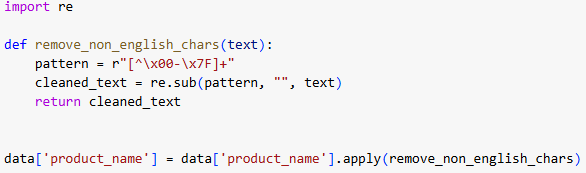 import re
def remove_non_english_chars(text):
    pattern = r"[^\x00-\x7F]+"
    cleaned_text = re.sub(pattern, "", text)
    return cleaned_text
data['product_name'] = data['product_name'].apply(remove_non_english_chars)